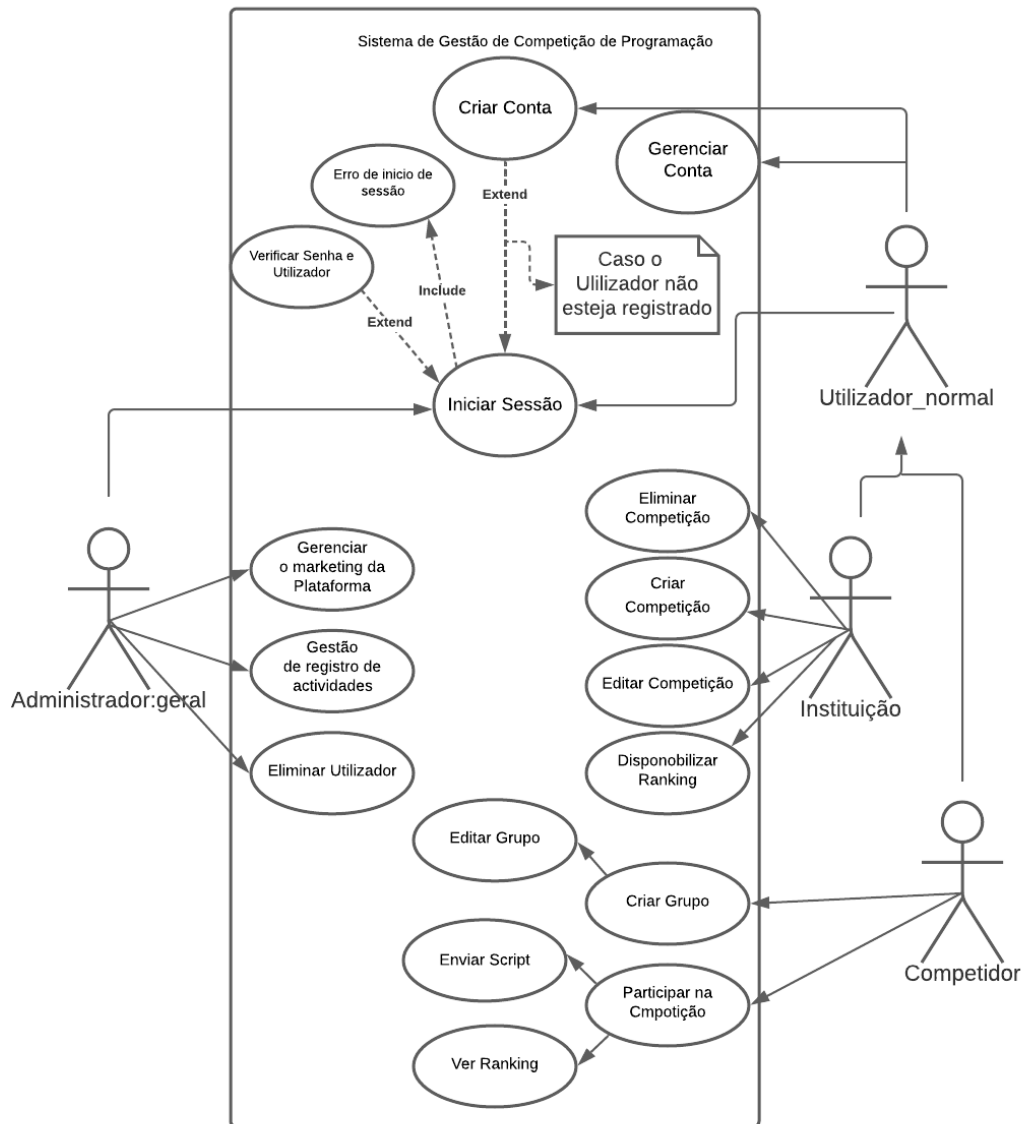 Sistema de Gestão de Competição de Programação
Criar Conta
Gerenciar
Conta
Erro de inicio de
sessão
Extend
Verificar Senha e
Utilizador
Caso o
Ulilizador não
esteja registrado
Include
Extend
Iniciar Sessão
Utilizador_normal
Eliminar
Competição
Gerenciar
o marketing da
Plataforma
Criar
Competição
Gestão
de registro de
actividades
Editar Competição
Administrador:geral
Instituição
Eliminar Utilizador
Disponobilizar
Ranking
Editar Grupo
Criar Grupo
Enviar Script
Competidor
Participar na
Cmpotição
Ver Ranking